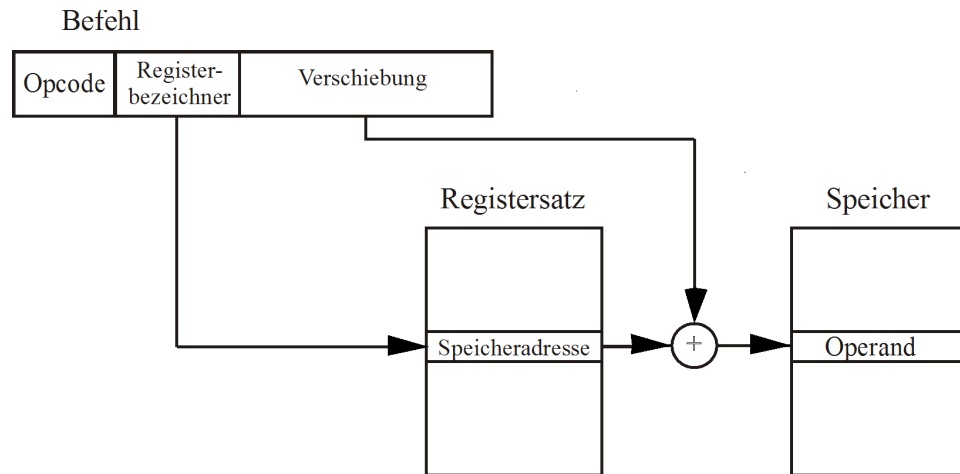 Befehl
Opcode
Register-
bezeichner
Verschiebung
Registersatz
Speicher
Speicheradresse
+
Operand